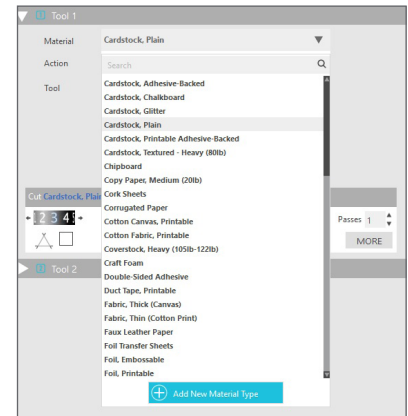 Tool 1
Material Cardstock, Plain
Action Search
Tool
Cardstock, Adhesive-Backed
Cardstock, Chalkboard
Cardstock, Glitter
Cardstock, Plain
Cardstock, Printable Adhesive-Backed
Cardstock, Textured - Heavy (80lb)
Chipboard
Copy Paper, Medium (20lb)
Cork Sheets
Corrugated Paper
Cotton Canvas, Printable
Cotton Fabric, Printable
Coverstock, Heavy (105lb-122lb)
Craft Foam
Double-Sided Adhesive
Duct Tape, Printable
Fabric, Thick (Canvas)
Fabric, Thin (Cotton Print)
Faux Leather Paper
Foil Transfer Sheets
Foil, Embossable
Foil, Printable
Add New Material Type
Cut Cardstock, Plai
2 3 4
Passes 1
MORE
Tool 2